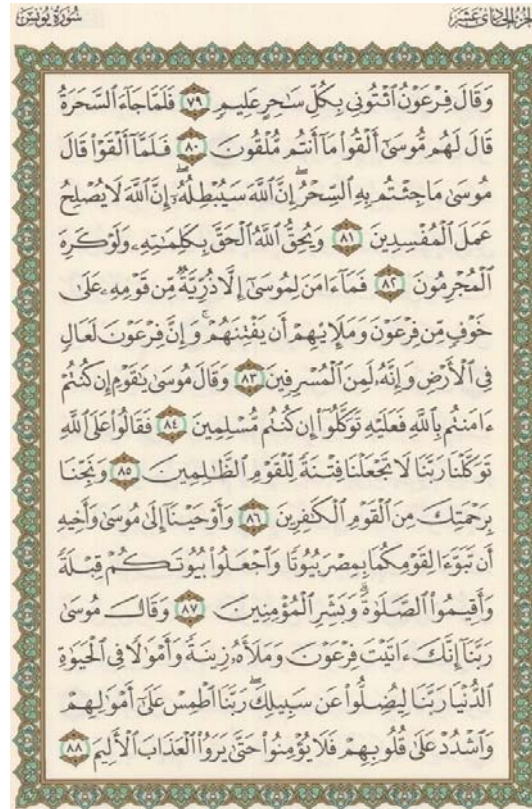 سُورَةُ يُونُسَ
الجزء الحادي عشر
وَقَالَ فِرْعَوْنُ ٱئْتُونِي بِكُلِّ سَٰحِرٍ عَلِيمٍ ٧٩ فَلَمَّا جَآءَ ٱلسَّحَرَةُ
قَالَ لَهُم مُّوسَىٰٓ أَلْقُوا۟ مَآ أَنتُم مُّلْقُونَ ٨٠ فَلَمَّآ أَلْقَوْا۟ قَالَ
مُوسَىٰ مَا جِئْتُم بِهِ ٱلسِّحْرُ ۖ إِنَّ ٱللَّهَ سَيُبْطِلُهُۥٓ ۖ إِنَّ ٱللَّهَ لَا يُصْلِحُ
عَمَلَ ٱلْمُفْسِدِينَ ٨١ وَيُحِقُّ ٱللَّهُ ٱلْحَقَّ بِكَلِمَٰتِهِۦ وَلَوْ كَرِهَ
ٱلْمُجْرِمُونَ ٨٢ فَمَآ ءَامَنَ لِمُوسَىٰٓ إِلَّا ذُرِّيَّةٌ مِّن قَوْمِهِۦ عَلَىٰ
خَوْفٍ مِّن فِرْعَوْنَ وَمَلَإِي۟هِمْ أَن يَفْتِنَهُمْ ۚ وَإِنَّ فِرْعَوْنَ لَعَالٍ
فِي ٱلْأَرْضِ وَإِنَّهُۥ لَمِنَ ٱلْمُسْرِفِينَ ٨٣ وَقَالَ مُوسَىٰ يَٰقَوْمِ إِن كُنتُمْ
ءَامَنتُم بِٱللَّهِ فَعَلَيْهِ تَوَكَّلُوٓا۟ إِن كُنتُم مُّسْلِمِينَ ٨٤ فَقَالُوا۟ عَلَى ٱللَّهِ
تَوَكَّلْنَا رَبَّنَا لَا تَجْعَلْنَا فِتْنَةً لِّلْقَوْمِ ٱلظَّٰلِمِينَ ٨٥ وَنَجِّنَا
بِرَحْمَتِكَ مِنَ ٱلْقَوْمِ ٱلْكَٰفِرِينَ ٨٦ وَأَوْحَيْنَآ إِلَىٰ مُوسَىٰ وَأَخِيهِ
أَن تَبَوَّءَا لِقَوْمِكُمَا بِمِصْرَ بُيُوتًا وَٱجْعَلُوا۟ بُيُوتَكُمْ قِبْلَةً
وَأَقِيمُوا۟ ٱلصَّلَوٰةَ ۗ وَبَشِّرِ ٱلْمُؤْمِنِينَ ٨٧ وَقَالَ مُوسَىٰ
رَبَّنَآ إِنَّكَ ءَاتَيْتَ فِرْعَوْنَ وَمَلَأَهُۥ زِينَةً وَأَمْوَٰلًا فِي ٱلْحَيَوٰةِ
ٱلدُّنْيَا رَبَّنَا لِيُضِلُّوا۟ عَن سَبِيلِكَ ۖ رَبَّنَا ٱطْمِسْ عَلَىٰٓ أَمْوَٰلِهِمْ
وَٱشْدُدْ عَلَىٰ قُلُوبِهِمْ فَلَا يُؤْمِنُوا۟ حَتَّىٰ يَرَوُا۟ ٱلْعَذَابَ ٱلْأَلِيمَ ٨٨